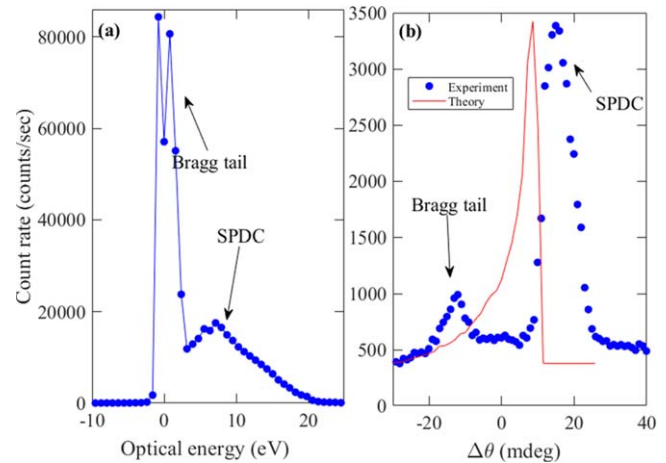 (a)
Bragg tail
SPDC
Count rate (counts/sec)
80000
60000
40000
20000
0
-10 0 10 20
Optical energy (eV)
(b)
Experiment
Theory
SPDC
Bragg tail
3500
3000
2500
2000
1500
1000
500
0
-20 0 20 40
Δθ (mdeg)